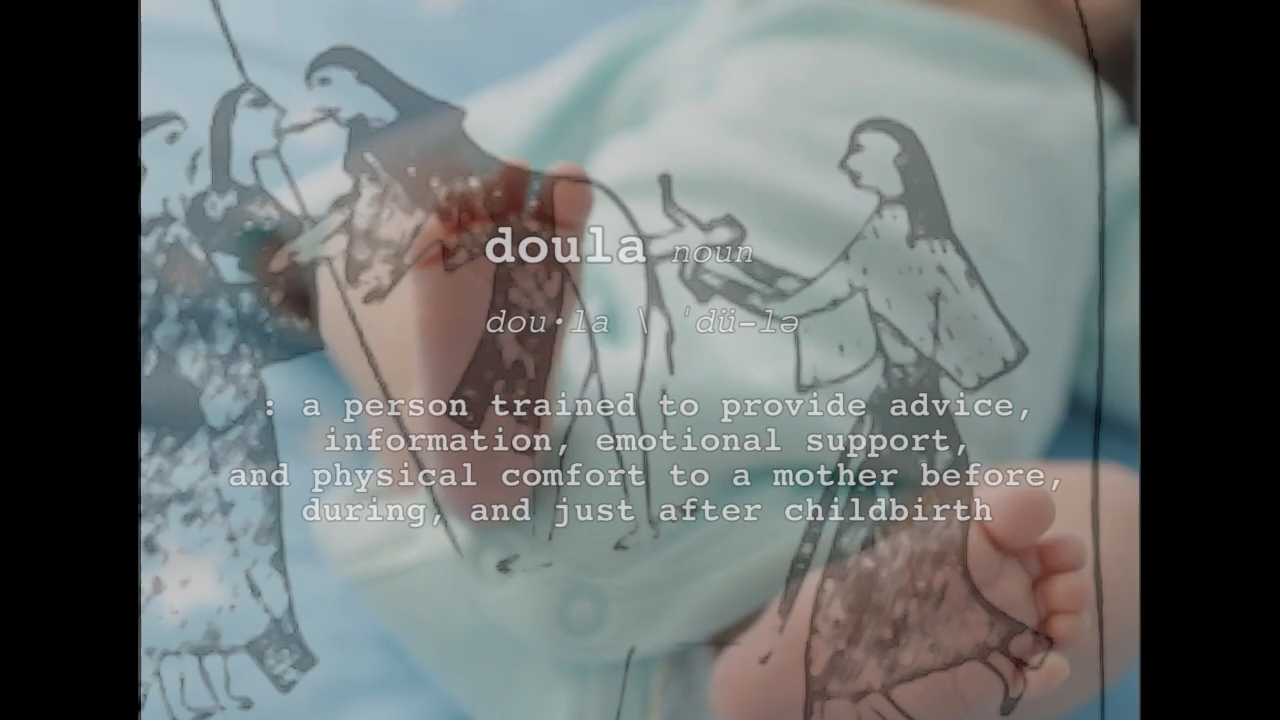 doula noun
dou·la \ ˈdü-lə
: a person trained to provide advice,
information, emotional support,
and physical comfort to a mother before,
during, and just after childbirth